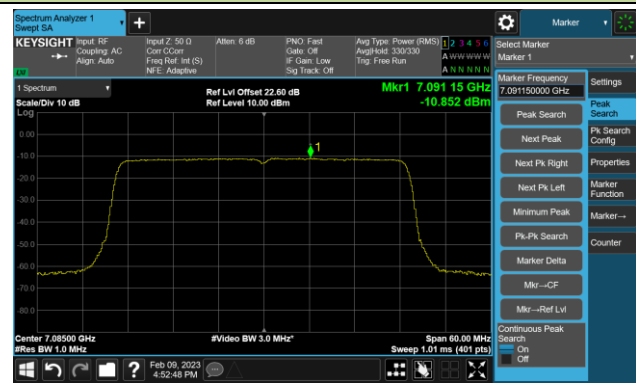 Spectrum Analyzer 1
Swept SA
+
Marker
KEYSIGHT
Input: RF
Coupling: AC
Align: Auto
Input Z: 50 Ω
Corr CCorr
Freq Ref: Int (S)
NFE: Adaptive
Atten: 6 dB
PNO: Fast
Gate: Off
IF Gain: Low
Sig Track: Off
Avg Type: Power (RMS)
Avg|Hold: 330/330
Trig: Free Run
1 2 3 4 5 6
A W W W W W
A N N N N N
Select Marker
Marker 1
1 Spectrum
Scale/Div 10 dB
Log
Ref Lvl Offset 22.60 dB
Ref Level 10.00 dBm
Mkr1 7.091 15 GHz
-10.852 dBm
0.00
-10.0
-20.0
-30.0
-40.0
-50.0
-60.0
-70.0
-80.0
1
Center 7.08500 GHz
#Res BW 1.0 MHz
#Video BW 3.0 MHz*
Span 60.00 MHz
Sweep 1.01 ms (401 pts)
Marker Frequency
7.091150000 GHz
Peak Search
Next Peak
Next Pk Right
Next Pk Left
Minimum Peak
Pk-Pk Search
Marker Delta
Mkr→CF
Mkr→Ref Lvl
Continuous Peak
Search
On
Off
Settings
Peak
Search
Pk Search
Config
Properties
Marker
Function
Marker→
Counter
?
Feb 09, 2023
4:52:48 PM